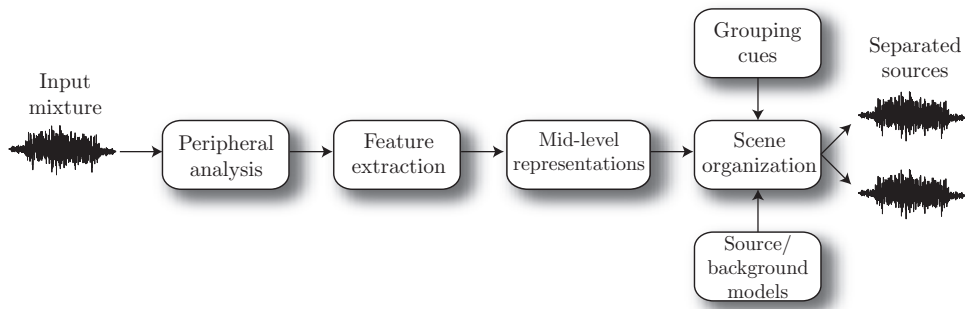 Input
mixture
Peripheral
analysis
Feature
extraction
Mid-level
representations
Grouping
cues
Scene
organization
Source/
background
models
Separated
sources